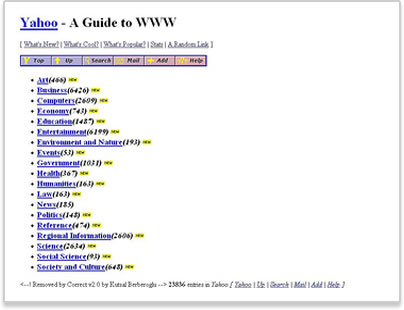 Yahoo - A Guide to WWW
[ What's New? | What's Cool? | What's Popular? | Stats | A Random Link ]
Top Up Search Mail Add Help
Art(466) NEW
Business(6426) NEW
Computers(2609) NEW
Economy(743) NEW
Education(1487) NEW
Entertainment(6199) NEW
Environment and Nature(193) NEW
Events(53) NEW
Government(1031) NEW
Health(367) NEW
Humanities(163) NEW
Law(163) NEW
News(185)
Politics(148) NEW
Reference(474) NEW
Regional Information(2606) NEW
Science(2634) NEW
Social Science(93) NEW
Society and Culture(648) NEW
<--! Removed by Correct v2.0 by Kutsal Berberoglu --> 23836 entries in Yahoo [ Yahoo | Up | Search | Mail | Add | Help ]